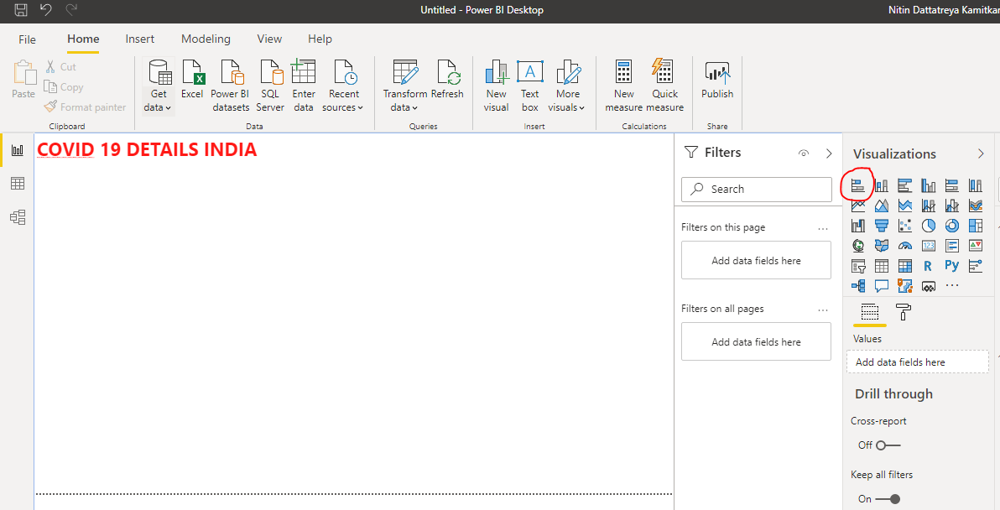 Untitled - Power BI Desktop
Nitin Dattatreya Kamitkar
File Home Insert Modeling View Help
Paste
Cut
Copy
Format painter
Clipboard
Get data
Excel
Power BI datasets
SQL Server
Enter data
Recent sources
Data
Transform data
Refresh
Queries
New visual
Text box
A
More visuals
Insert
New measure
Quick measure
Calculations
Publish
Share
COVID 19 DETAILS INDIA
Filters
Search
Filters on this page ...
Add data fields here
Filters on all pages ...
Add data fields here
Visualizations
123
R Py
...
Values
Add data fields here
Drill through
Cross-report
Off
Keep all filters
On